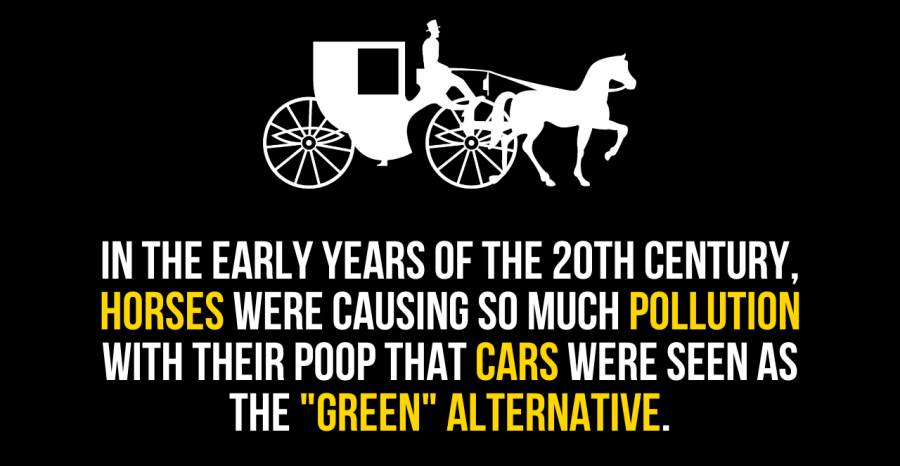 IN THE EARLY YEARS OF THE 20TH CENTURY,
HORSES WERE CAUSING SO MUCH POLLUTION
WITH THEIR POOP THAT CARS WERE SEEN AS
THE "GREEN" ALTERNATIVE.